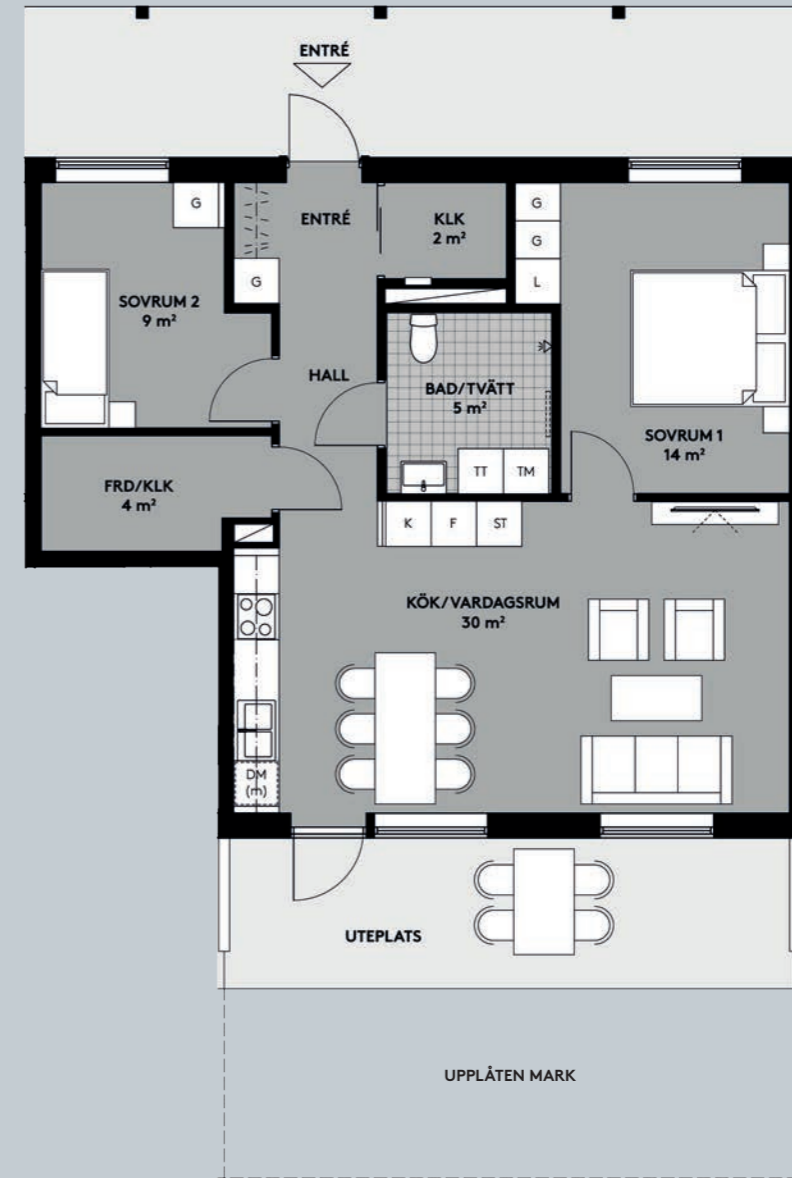 ENTRÉ
G
ENTRÉ
KLK
2 m²
G
G
G
L
SOVRUM 2
9 m²
HALL
BAD/TVÄTT
5 m²
SOVRUM 1
14 m²
TT
TM
FRD/KLK
4 m²
K
F
ST
KÖK/VARDAGSRUM
30 m²
DM
(m)
UTEPLATS
UPPLÅTEN MARK